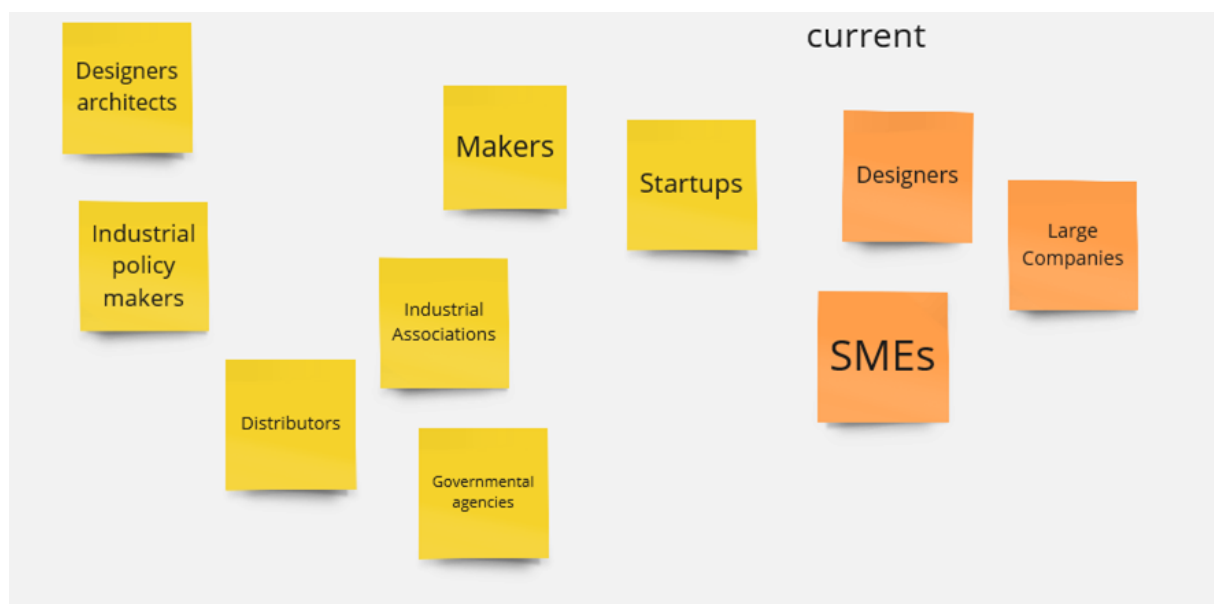 current
Designers
architects
Makers
Startups
Designers
Large
Companies
Industrial
policy
makers
Industrial
Associations
SMEs
Distributors
Governmental
agencies